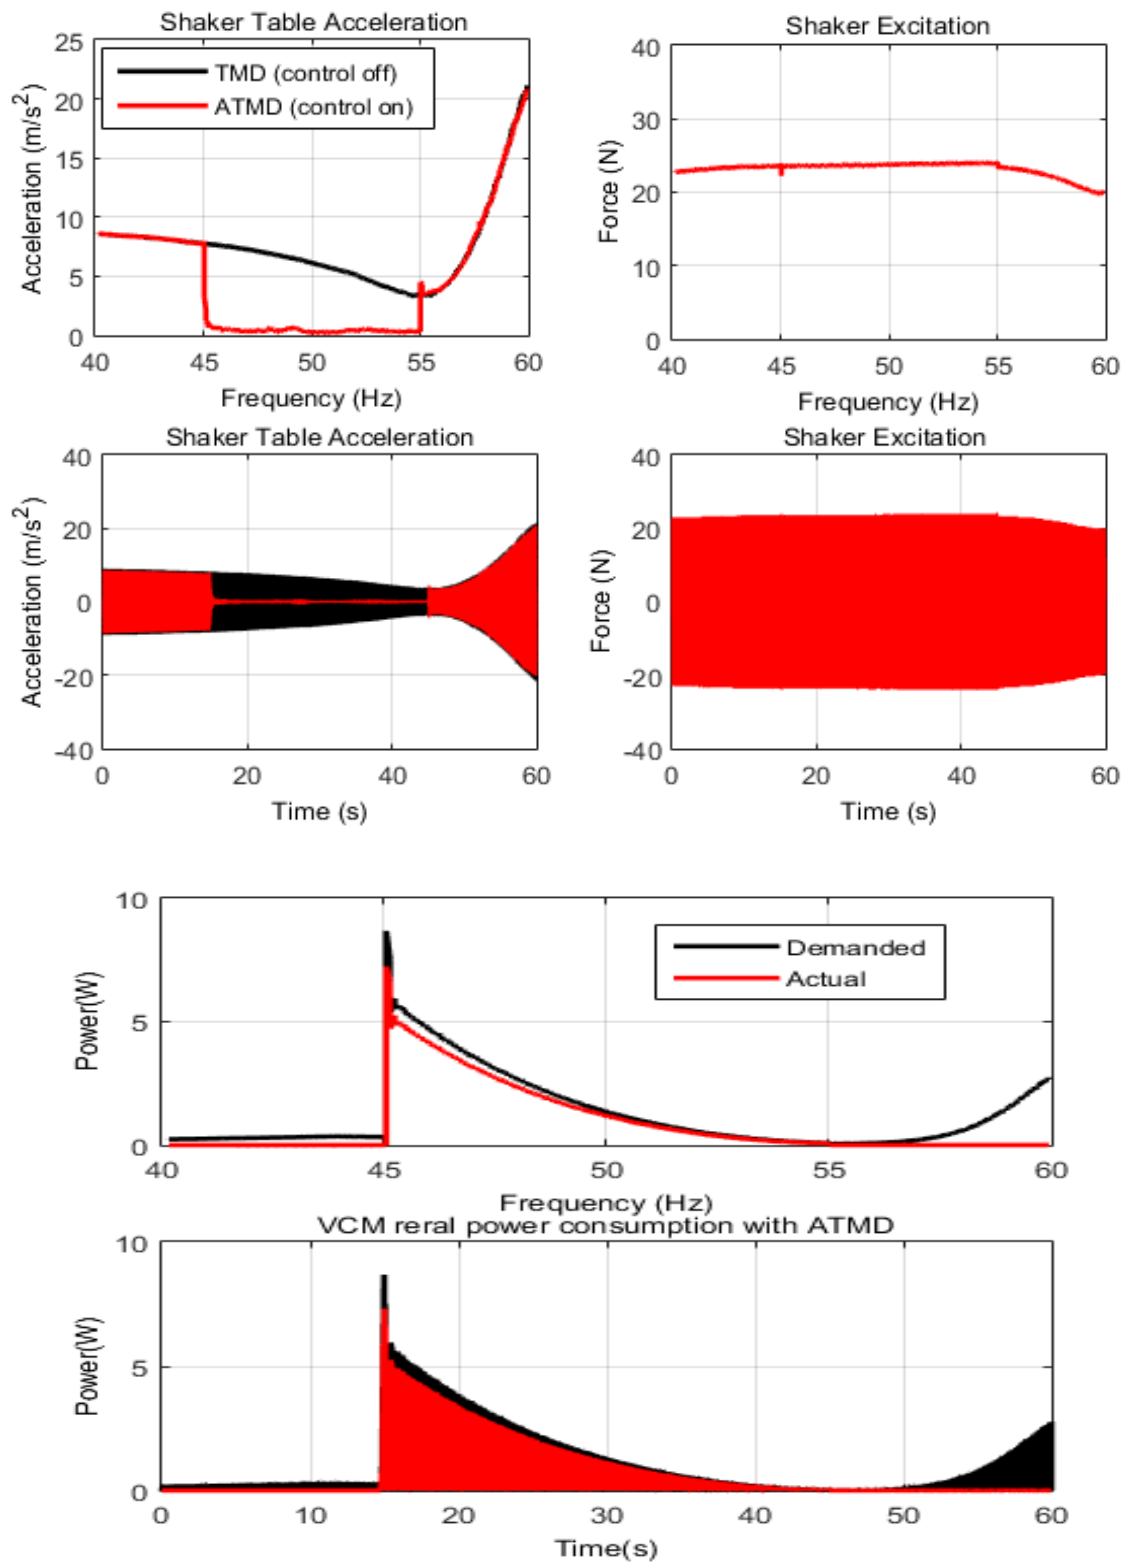 Shaker Table Acceleration
Acceleration (m/s²)
25
20
15
10
5
0
TMD (control off)
ATMD (control on)
40 45 50 55 60
Frequency (Hz)
Shaker Excitation
Force (N)
40
30
20
10
0
40 45 50 55 60
Frequency (Hz)
Shaker Table Acceleration
Acceleration (m/s²)
40
20
0
-20
-40
0 20 40 60
Time (s)
Shaker Excitation
Force (N)
40
20
0
-20
-40
0 20 40 60
Time (s)
Power(W)
10
5
0
Demanded
Actual
40 45 50 55 60
Frequency (Hz)
VCM reral power consumption with ATMD
Power(W)
10
5
0
0 10 20 30 40 50 60
Time(s)